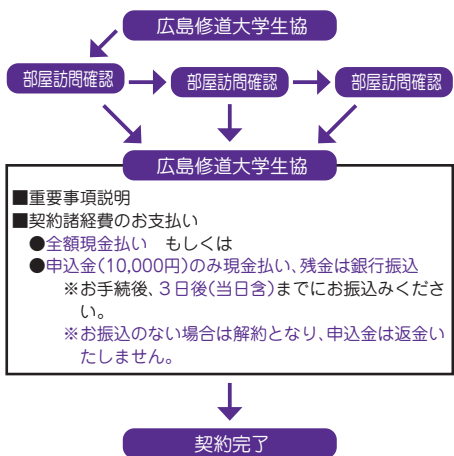 広島修道大学生協
部屋訪問確認
部屋訪問確認
部屋訪問確認
広島修道大学生協
■重要事項説明
■契約諸経費のお支払い
●全額現金払い　もしくは
●申込金(10,000円)のみ現金払い、残金は銀行振込
※お手続後、3日後(当日含)までにお振込みくださ
い。
※お振込のない場合は解約となり、申込金は返金い
たしません。
契約完了